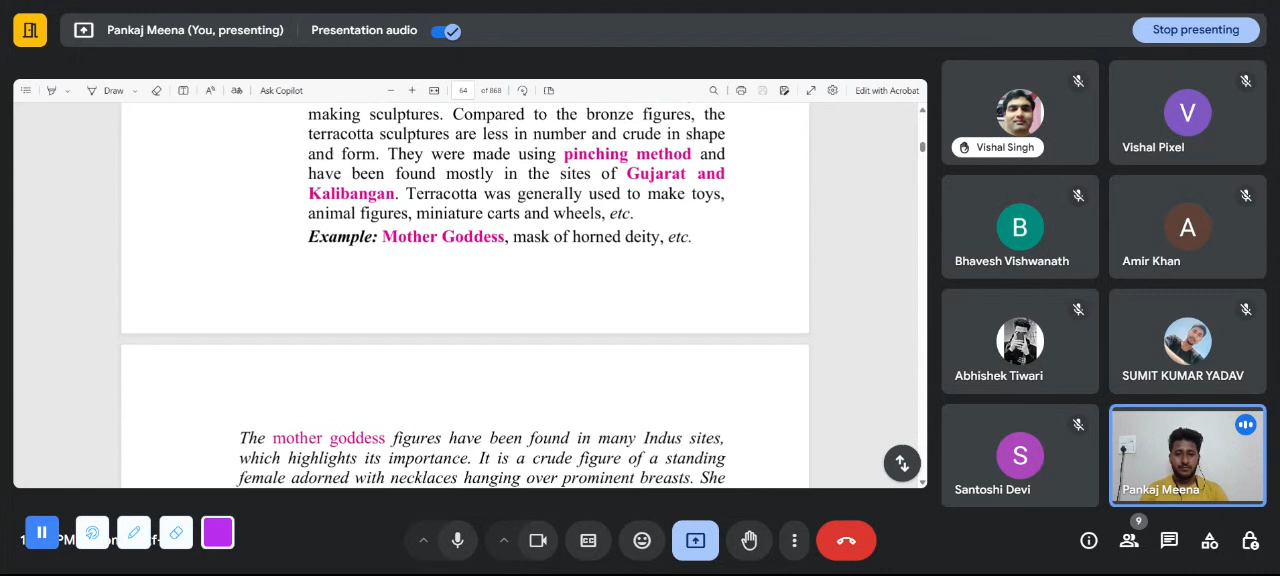 Pankaj Meena (You, presenting)
Presentation audio
Stop presenting
Draw
Ask Copilot
64
of 868
Edit with Acrobat
making sculptures. Compared to the bronze figures, the
terracotta sculptures are less in number and crude in shape
and form. They were made using pinching method and
have been found mostly in the sites of Gujarat and
Kalibangan. Terracotta was generally used to make toys,
animal figures, miniature carts and wheels, etc.
Example: Mother Goddess, mask of horned deity, etc.
The mother goddess figures have been found in many Indus sites,
which highlights its importance. It is a crude figure of a standing
female adorned with necklaces hanging over prominent breasts. She
Vishal Singh
V
Vishal Pixel
B
Bhavesh Vishwanath
A
Amir Khan
Abhishek Tiwari
SUMIT KUMAR YADAV
S
Santoshi Devi
Pankaj Meena
9